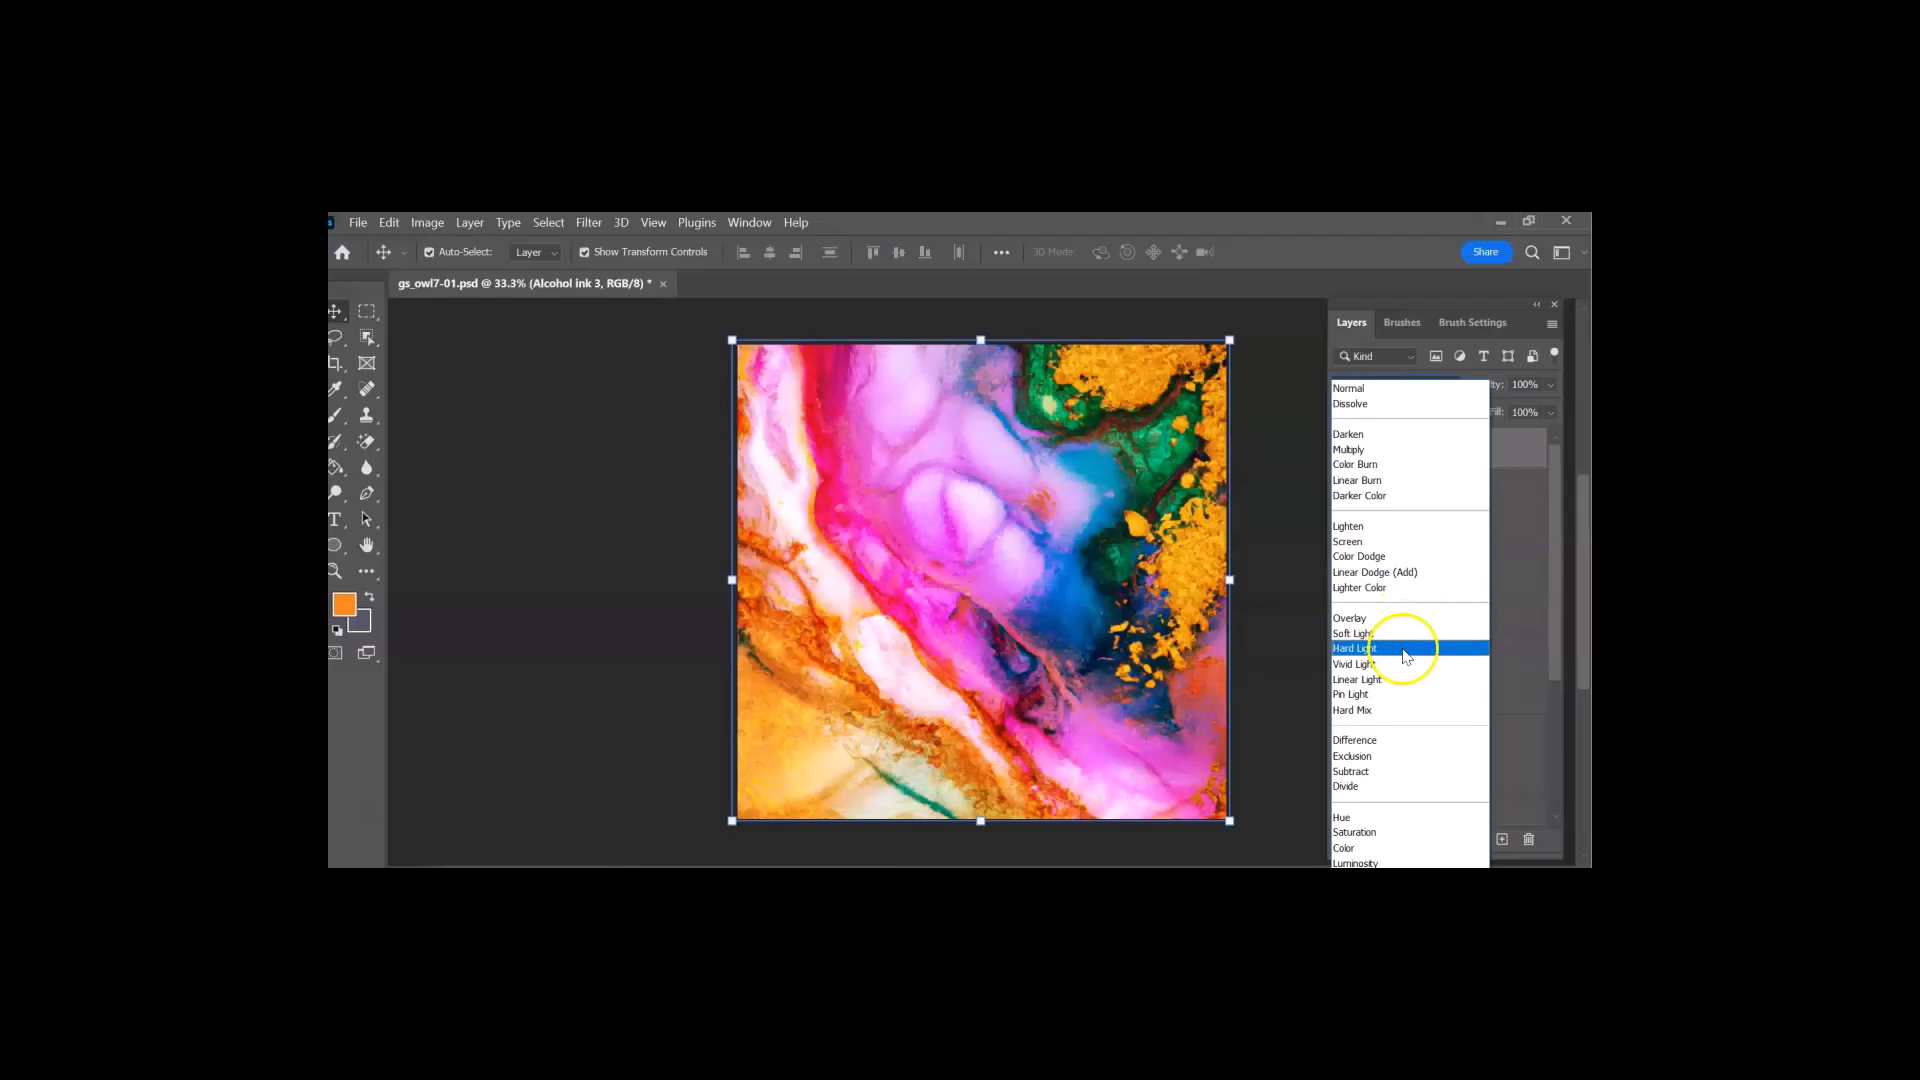 File Edit Image Layer Type Select Filter 3D View Plugins Window Help
Auto-Select: Layer Show Transform Controls 3D Mode: Share
gs_owl7-01.psd @ 33.3% (Alcohol ink 3, RGB/8) *
Layers Brushes Brush Settings
Kind
Normal
100%
Dissolve
Fill: 100%
Darken
Multiply
Color Burn
Linear Burn
Darker Color
Lighten
Screen
Color Dodge
Linear Dodge (Add)
Lighter Color
Overlay
Soft Light
Hard Light
Vivid Light
Linear Light
Pin Light
Hard Mix
Difference
Exclusion
Subtract
Divide
Hue
Saturation
Color
Luminosity